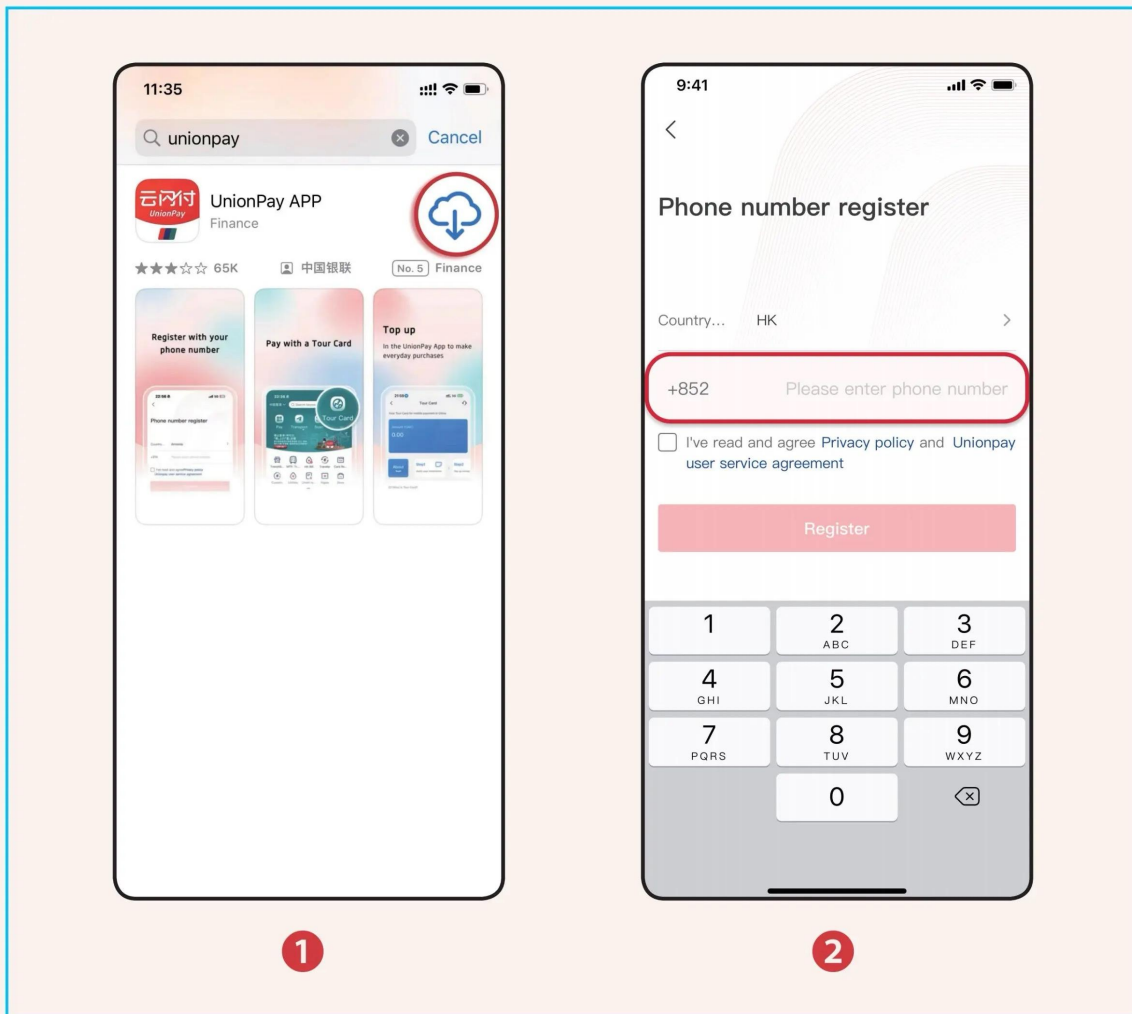 11:35
unionpay
Cancel
云闪付
UnionPay
UnionPay APP
Finance
65K
中国银联
No. 5
Finance
Register with your
phone number
Phone number register
Pay with a Tour Card
Tour Card
Top up
In the UnionPay App to make
everyday purchases
Tour Card
0.00
1
9:41
Phone number register
Country... HK
+852
Please enter phone number
I've read and agree Privacy policy and Unionpay
user service agreement
Register
1
2
ABC
3
DEF
4
GHI
5
JKL
6
MNO
7
PQRS
8
TUV
9
WXYZ
0
2